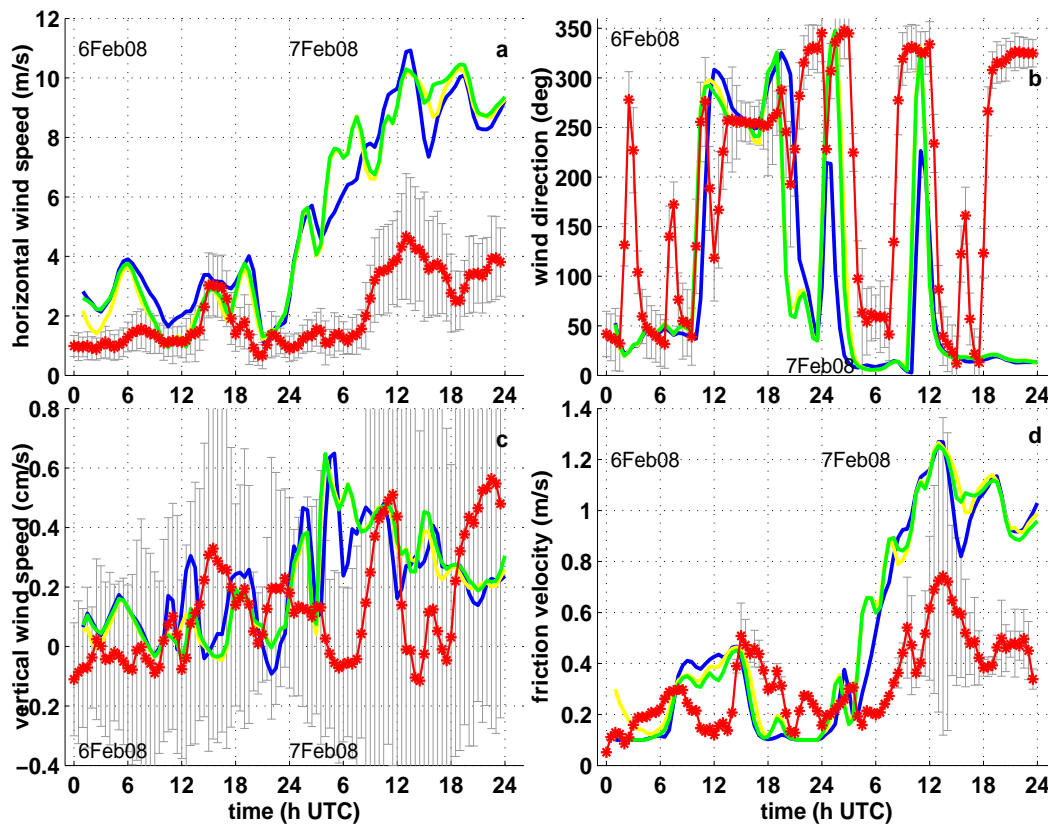 12
10
8
6
4
2
0
horizontal wind speed (m/s)
6Feb08
7Feb08
a
0 6 12 18 24 6 12 18 24
350
300
250
200
150
100
50
0
wind direction (deg)
6Feb08
b
7Feb08
0 6 12 18 24 6 12 18 24
0.8
0.6
0.4
0.2
0
−0.2
−0.4
vertical wind speed (cm/s)
c
6Feb08
7Feb08
0 6 12 18 24 6 12 18 24
time (h UTC)
1.4
1.2
1
0.8
0.6
0.4
0.2
0
friction velocity (m/s)
6Feb08
7Feb08
d
0 6 12 18 24 6 12 18 24
time (h UTC)